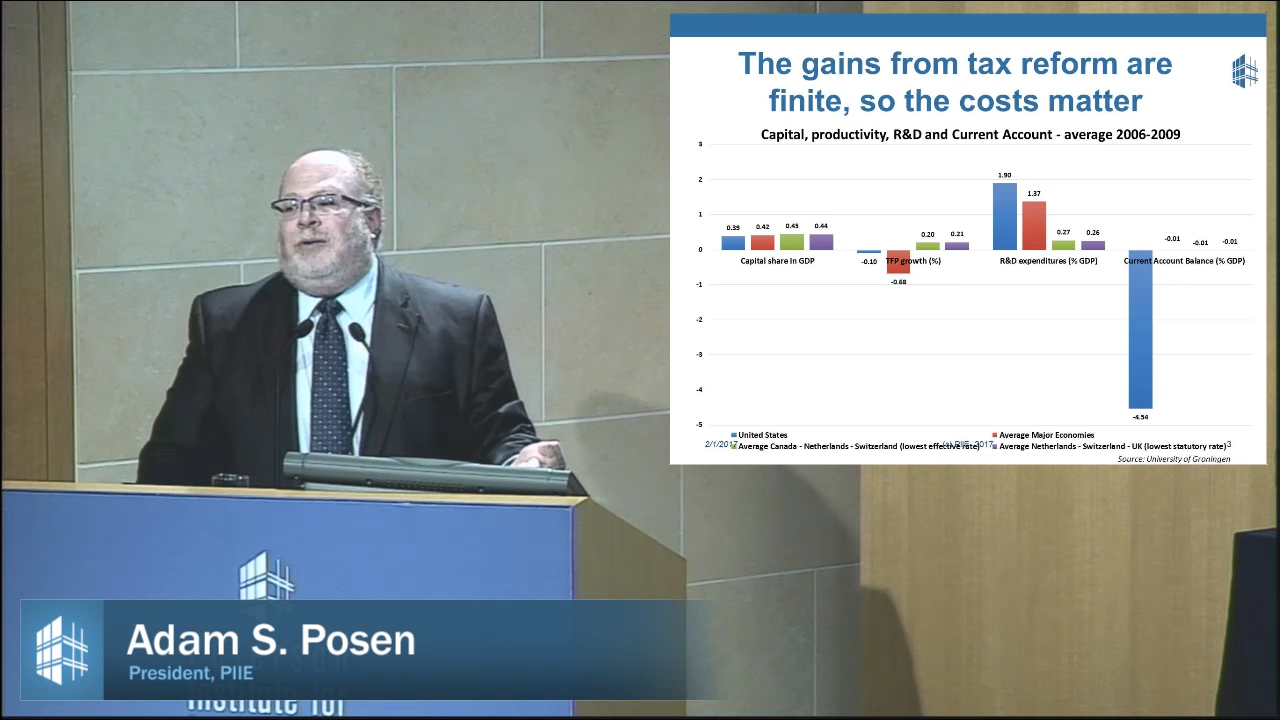 The gains from tax reform are
finite, so the costs matter
Capital, productivity, R&D and Current Account - average 2006-2009
3
2
1
0
-1
-2
-3
-4
-5
0.39
0.42
0.45
0.44
Capital share in GDP
-0.10
-0.68
0.20
0.21
TFP growth (%)
1.90
1.37
0.27
0.26
R&D expenditures (% GDP)
-4.54
-0.01
-0.01
-0.01
Current Account Balance (% GDP)
United States
Average Major Economies
2/1/2017
PIIE, 2017
3
Average Canada - Netherlands - Switzerland (lowest effective rate)
Average Netherlands - Switzerland - UK (lowest statutory rate)
Source: University of Groningen
Adam S. Posen
President, PIIE
Institute for